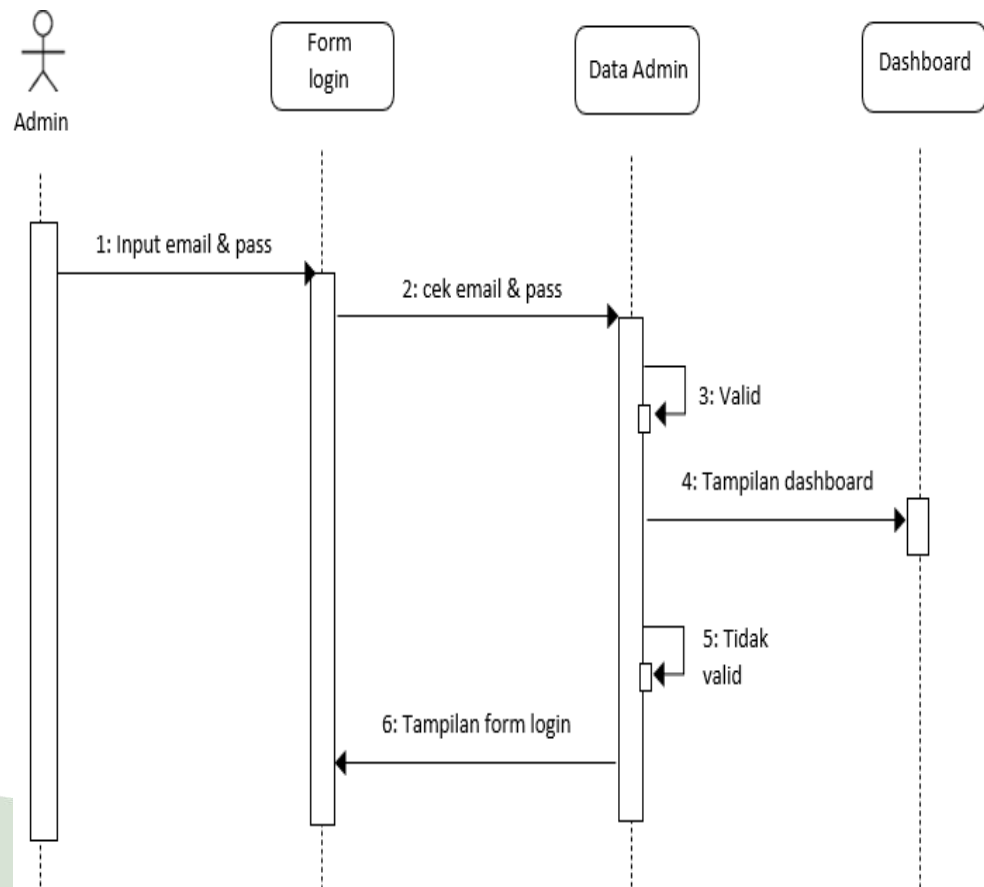 Form
login
Data Admin
Dashboard
Admin
1: Input email & pass
2: cek email & pass
3: Valid
4: Tampilan dashboard
5: Tidak
valid
6: Tampilan form login